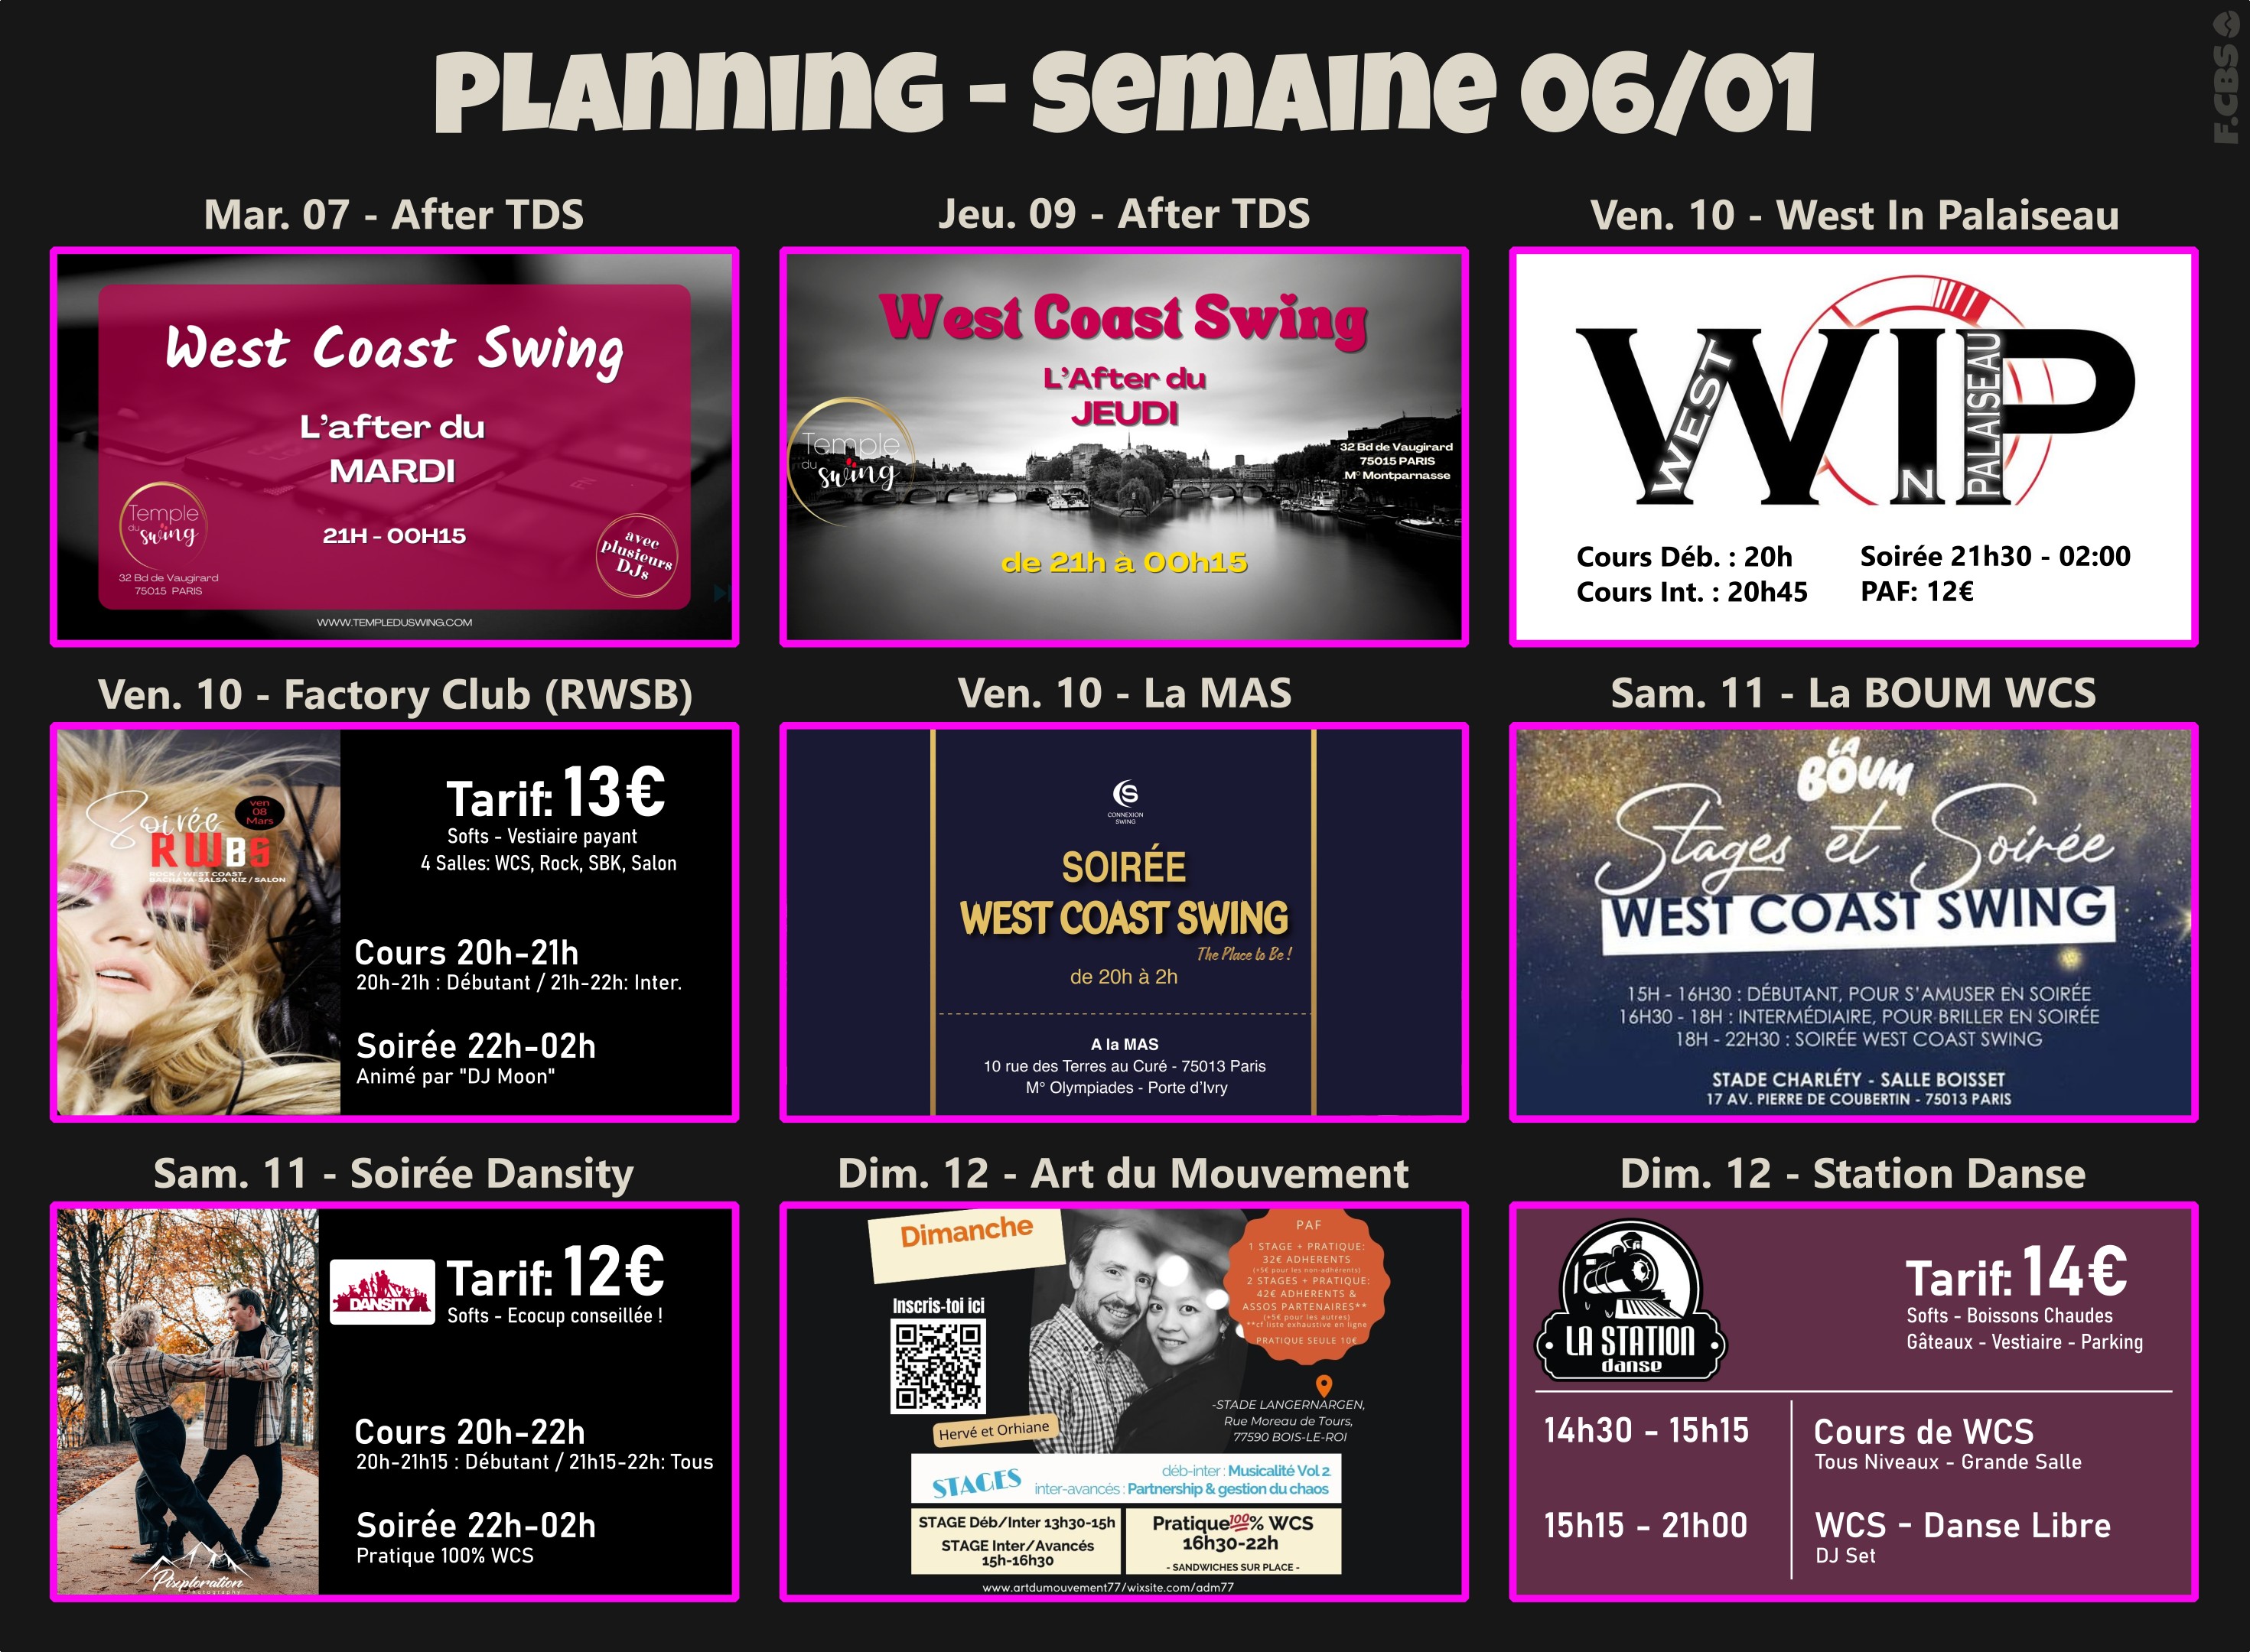 PLANNING - SEMAINE 06/01
F.CBS
Mar. 07 - After TDS
West Coast Swing
L'after du
MARDI
21H - 00H15
Temple
du
swing
32 Bd de Vaugirard
75015 PARIS
avec
plusieurs
DJs
WWW.TEMPLEDUSWING.COM
Jeu. 09 - After TDS
West Coast Swing
L'After du
JEUDI
Temple
du
swing
32 Bd de Vaugirard
75015 PARIS
M° Montparnasse
de 21h à 00h15
Ven. 10 - West In Palaiseau
WIP
WEST
IN
PALAISEAU
Cours Déb. : 20h
Cours Int. : 20h45
Soirée 21h30 - 02:00
PAF: 12€
Ven. 10 - Factory Club (RWSB)
Soirée
ven
08
Mars
RWBS
ROCK / WEST COAST
BACHATA-SALSA-KIZ / SALON
Tarif: 13€
Softs - Vestiaire payant
4 Salles: WCS, Rock, SBK, Salon
Cours 20h-21h
20h-21h : Débutant / 21h-22h: Inter.
Soirée 22h-02h
Animé par "DJ Moon"
Ven. 10 - La MAS
CONNEXION
SWING
SOIRÉE
WEST COAST SWING
The Place to Be !
de 20h à 2h
A la MAS
10 rue des Terres au Curé - 75013 Paris
M° Olympiades - Porte d'Ivry
Sam. 11 - La BOUM WCS
LA
BOUM
Stages et Soirée
WEST COAST SWING
15H - 16H30 : DÉBUTANT, POUR S'AMUSER EN SOIRÉE
16H30 - 18H : INTERMÉDIAIRE, POUR BRILLER EN SOIRÉE
18H - 22H30 : SOIRÉE WEST COAST SWING
STADE CHARLÉTY - SALLE BOISSET
17 AV. PIERRE DE COUBERTIN - 75013 PARIS
Sam. 11 - Soirée Dansity
DANSITY
Tarif: 12€
Softs - Ecocup conseillée !
Cours 20h-22h
20h-21h15 : Débutant / 21h15-22h: Tous
Soirée 22h-02h
Pratique 100% WCS
Pixploration
photography
Dim. 12 - Art du Mouvement
Dimanche
Inscris-toi ici
Hervé et Orhiane
PAF
1 STAGE + PRATIQUE:
32€ ADHERENTS
(+5€ pour les non-adhérents)
2 STAGES + PRATIQUE:
42€ ADHERENTS &
ASSOS PARTENAIRES**
(+5€ pour les autres)
**cf liste exhaustive en ligne
PRATIQUE SEULE 10€
-STADE LANGERNARGEN,
Rue Moreau de Tours,
77590 BOIS-LE-ROI
STAGES
déb-inter : Musicalité Vol 2
inter-avancés : Partnership & gestion du chaos
STAGE Déb/Inter 13h30-15h
STAGE Inter/Avancés
15h-16h30
Pratique💯% WCS
16h30-22h
- SANDWICHES SUR PLACE -
www.artdumouvement77/wixsite.com/adm77
Dim. 12 - Station Danse
LA STATION
danse
Tarif: 14€
Softs - Boissons Chaudes
Gâteaux - Vestiaire - Parking
14h30 - 15h15
Cours de WCS
Tous Niveaux - Grande Salle
15h15 - 21h00
WCS - Danse Libre
DJ Set